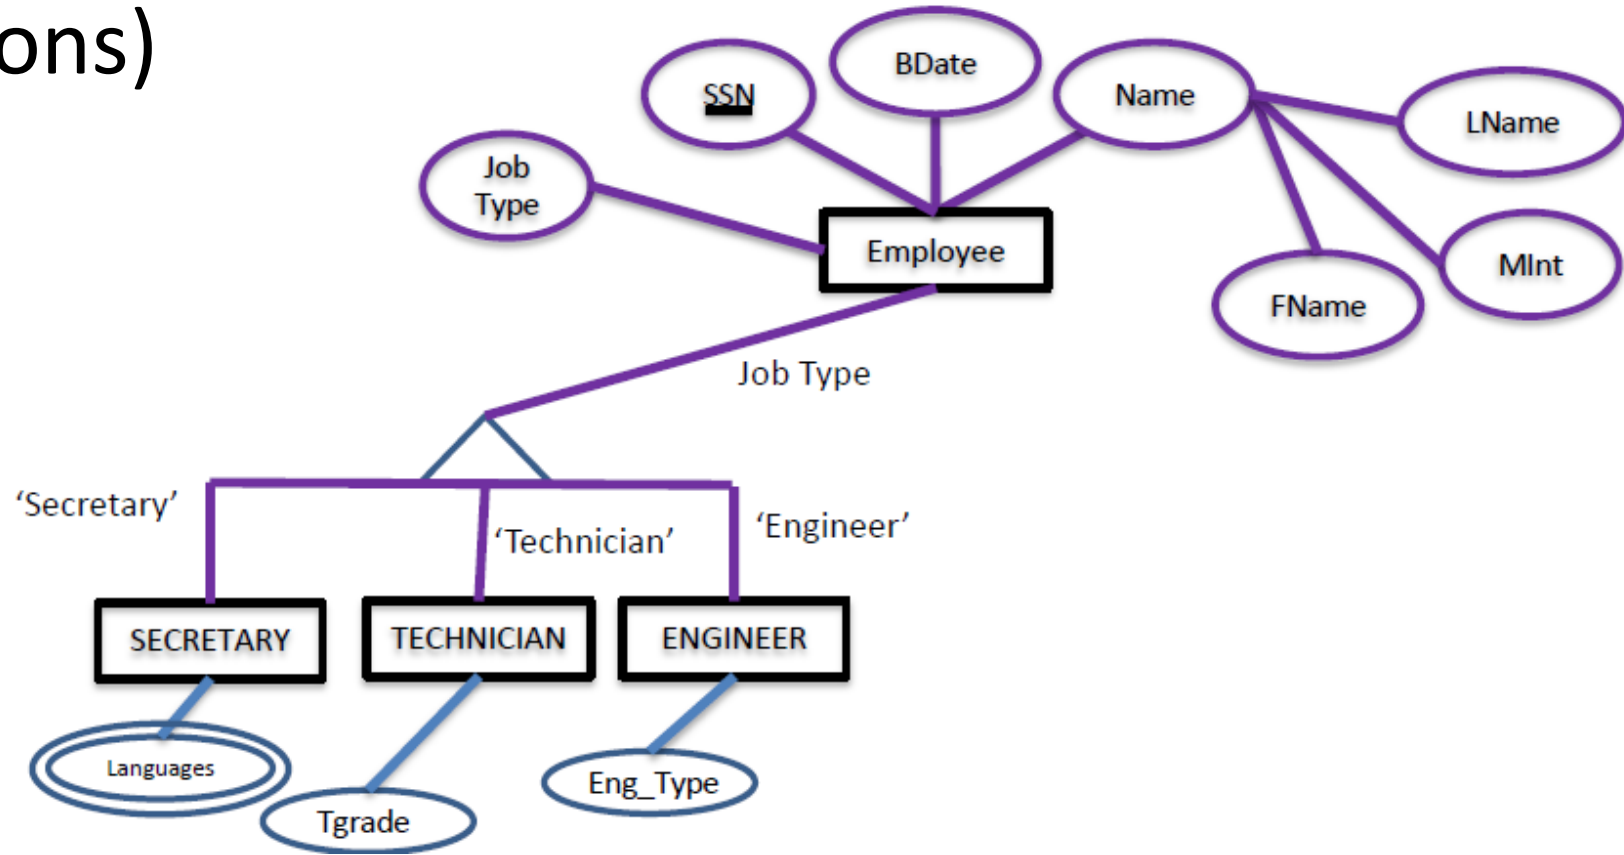 ons)
BDate
SSN
Name
LName
Job
Type
Employee
MInt
FName
Job Type
‘Secretary’
‘Technician’
‘Engineer’
SECRETARY
TECHNICIAN
ENGINEER
Languages
Tgrade
Eng_Type